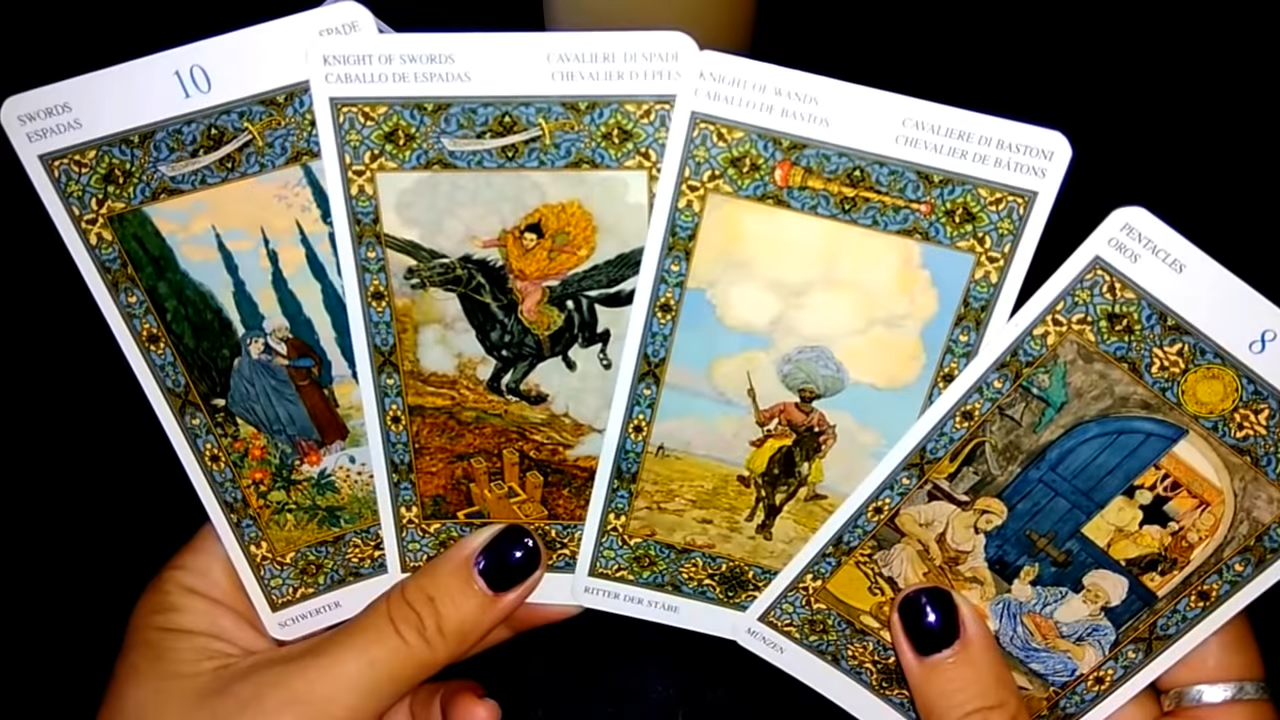 SWORDS
ESPADAS
10
SPADE
SCHWERTER
KNIGHT OF SWORDS
CABALLO DE ESPADAS
CAVALIERE DI SPADE
CHEVALIER D'EPEES
KNIGHT OF WANDS
CABALLO DE BASTOS
CAVALIERE DI BASTONI
CHEVALIER DE BÂTONS
RITTER DER STÄBE
PENTACLES
OROS
8
MÜNZEN